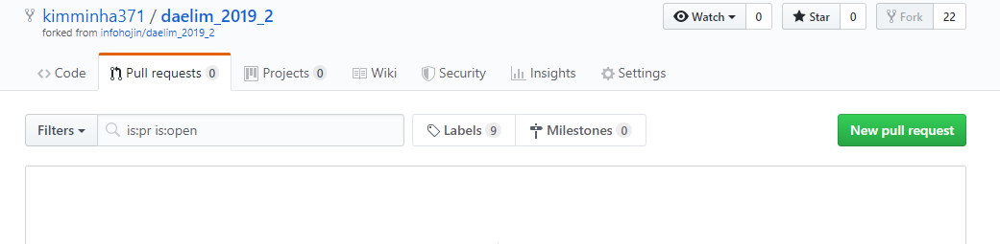 kimminha371 / daelim_2019_2
forked from infohojin/daelim_2019_2
Watch 0 Star 0 Fork 22
Code Pull requests 0 Projects 0 Wiki Security Insights Settings
Filters is:pr is:open Labels 9 Milestones 0 New pull request